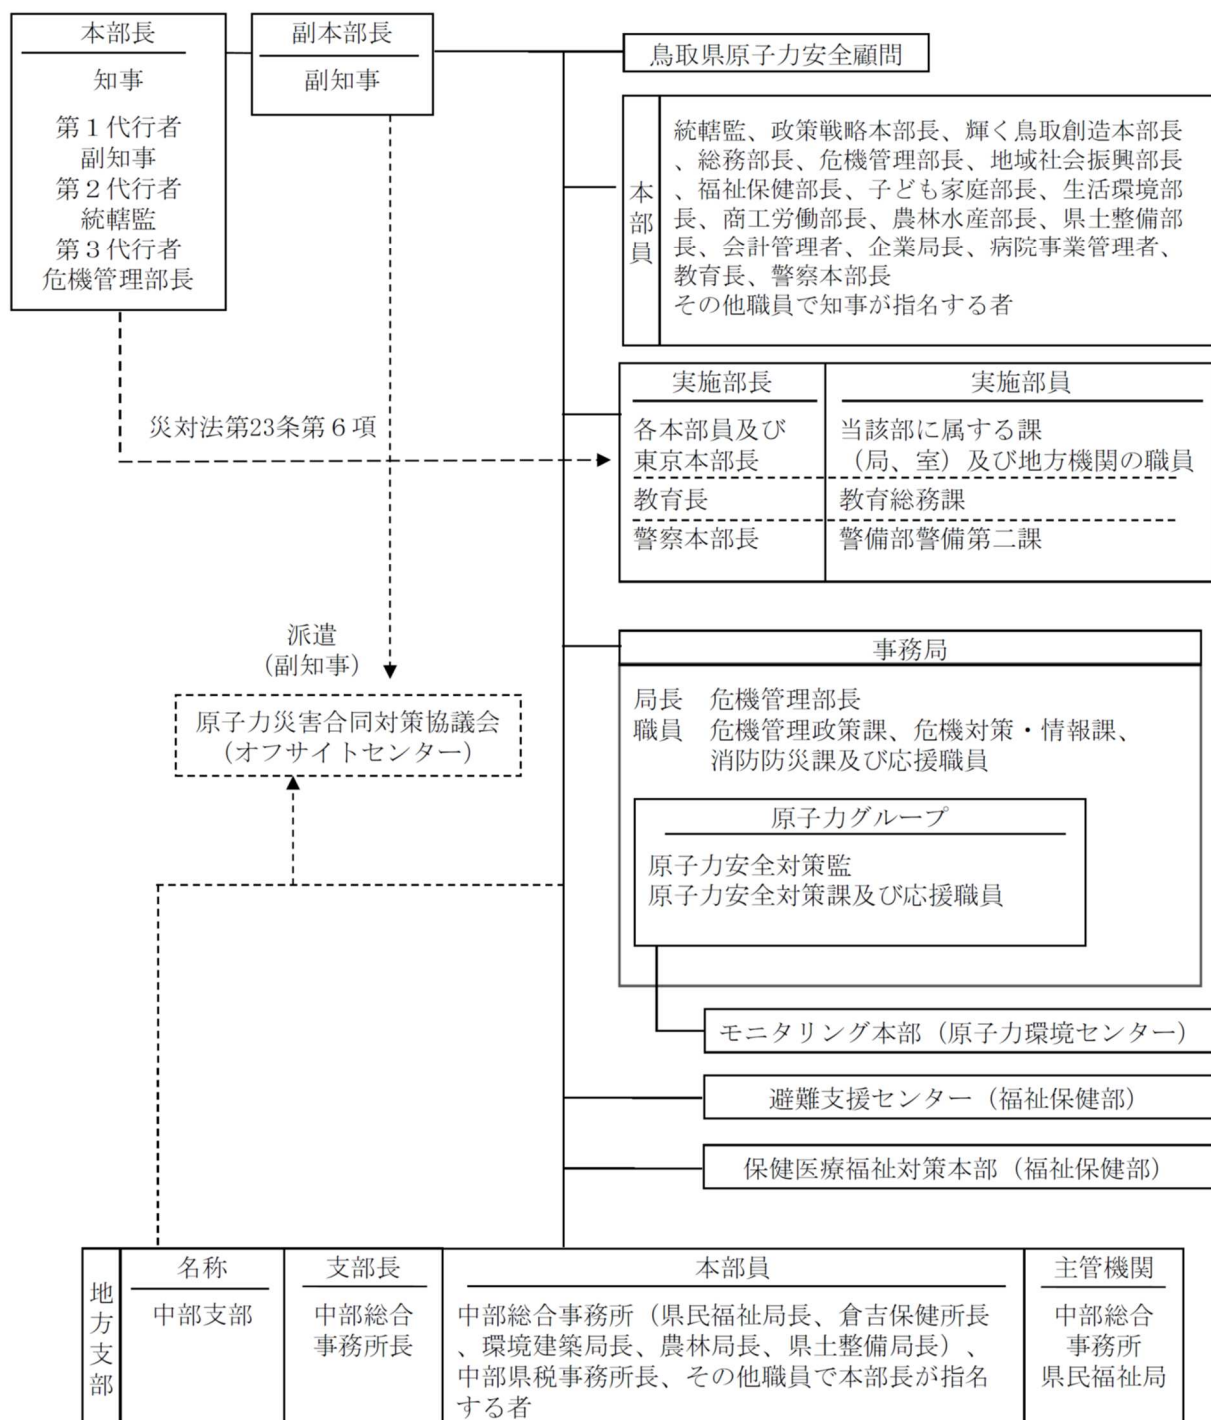 本部長
知事
第１代行者
副知事
第２代行者
統轄監
第３代行者
危機管理部長
副本部長
副知事
鳥取県原子力安全顧問
本部員
統轄監、政策戦略本部長、輝く鳥取創造本部長
、総務部長、危機管理部長、地域社会振興部長
、福祉保健部長、子ども家庭部長、生活環境部
長、商工労働部長、農林水産部長、県土整備部
長、会計管理者、企業局長、病院事業管理者、
教育長、警察本部長
その他職員で知事が指名する者
災対法第23条第６項
実施部長
実施部員
各本部員及び
東京本部長
当該部に属する課
（局、室）及び地方機関の職員
教育長
教育総務課
警察本部長
警備部警備第二課
派遣
（副知事）
原子力災害合同対策協議会
（オフサイトセンター）
事務局
局長　危機管理部長
職員　危機管理政策課、危機対策・情報課、
消防防災課及び応援職員
原子力グループ
原子力安全対策監
原子力安全対策課及び応援職員
モニタリング本部（原子力環境センター）
避難支援センター（福祉保健部）
保健医療福祉対策本部（福祉保健部）
地方支部
名称
中部支部
支部長
中部総合
事務所長
本部員
中部総合事務所（県民福祉局長、倉吉保健所長
、環境建築局長、農林局長、県土整備局長）、
中部県税事務所長、その他職員で本部長が指名
する者
主管機関
中部総合
事務所
県民福祉局